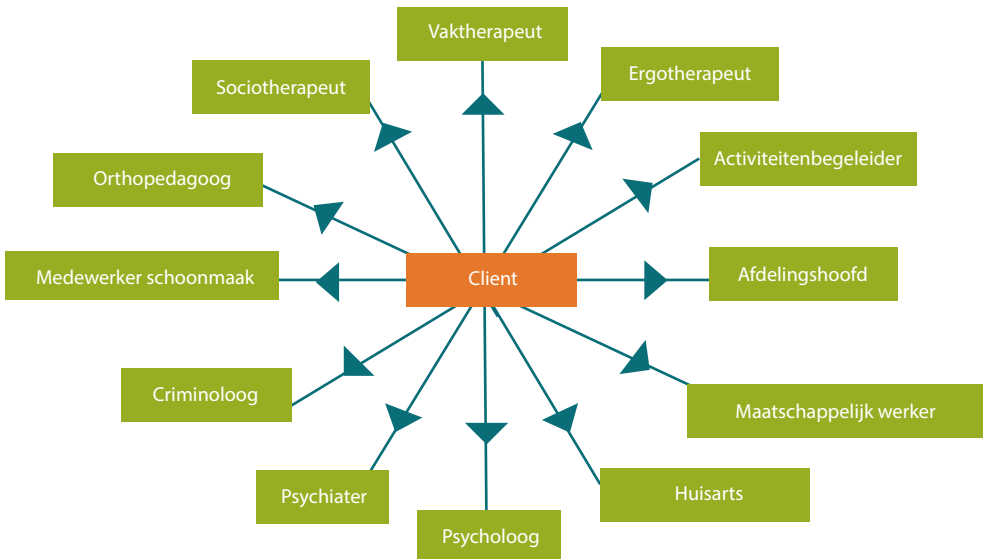 Vaktherapeut
Ergotherapeut
Sociotherapeut
Activiteitenbegeleider
Orthopedagoog
Medewerker schoonmaak
Client
Afdelingshoofd
Criminoloog
Maatschappelijk werker
Psychiater
Huisarts
Psycholoog